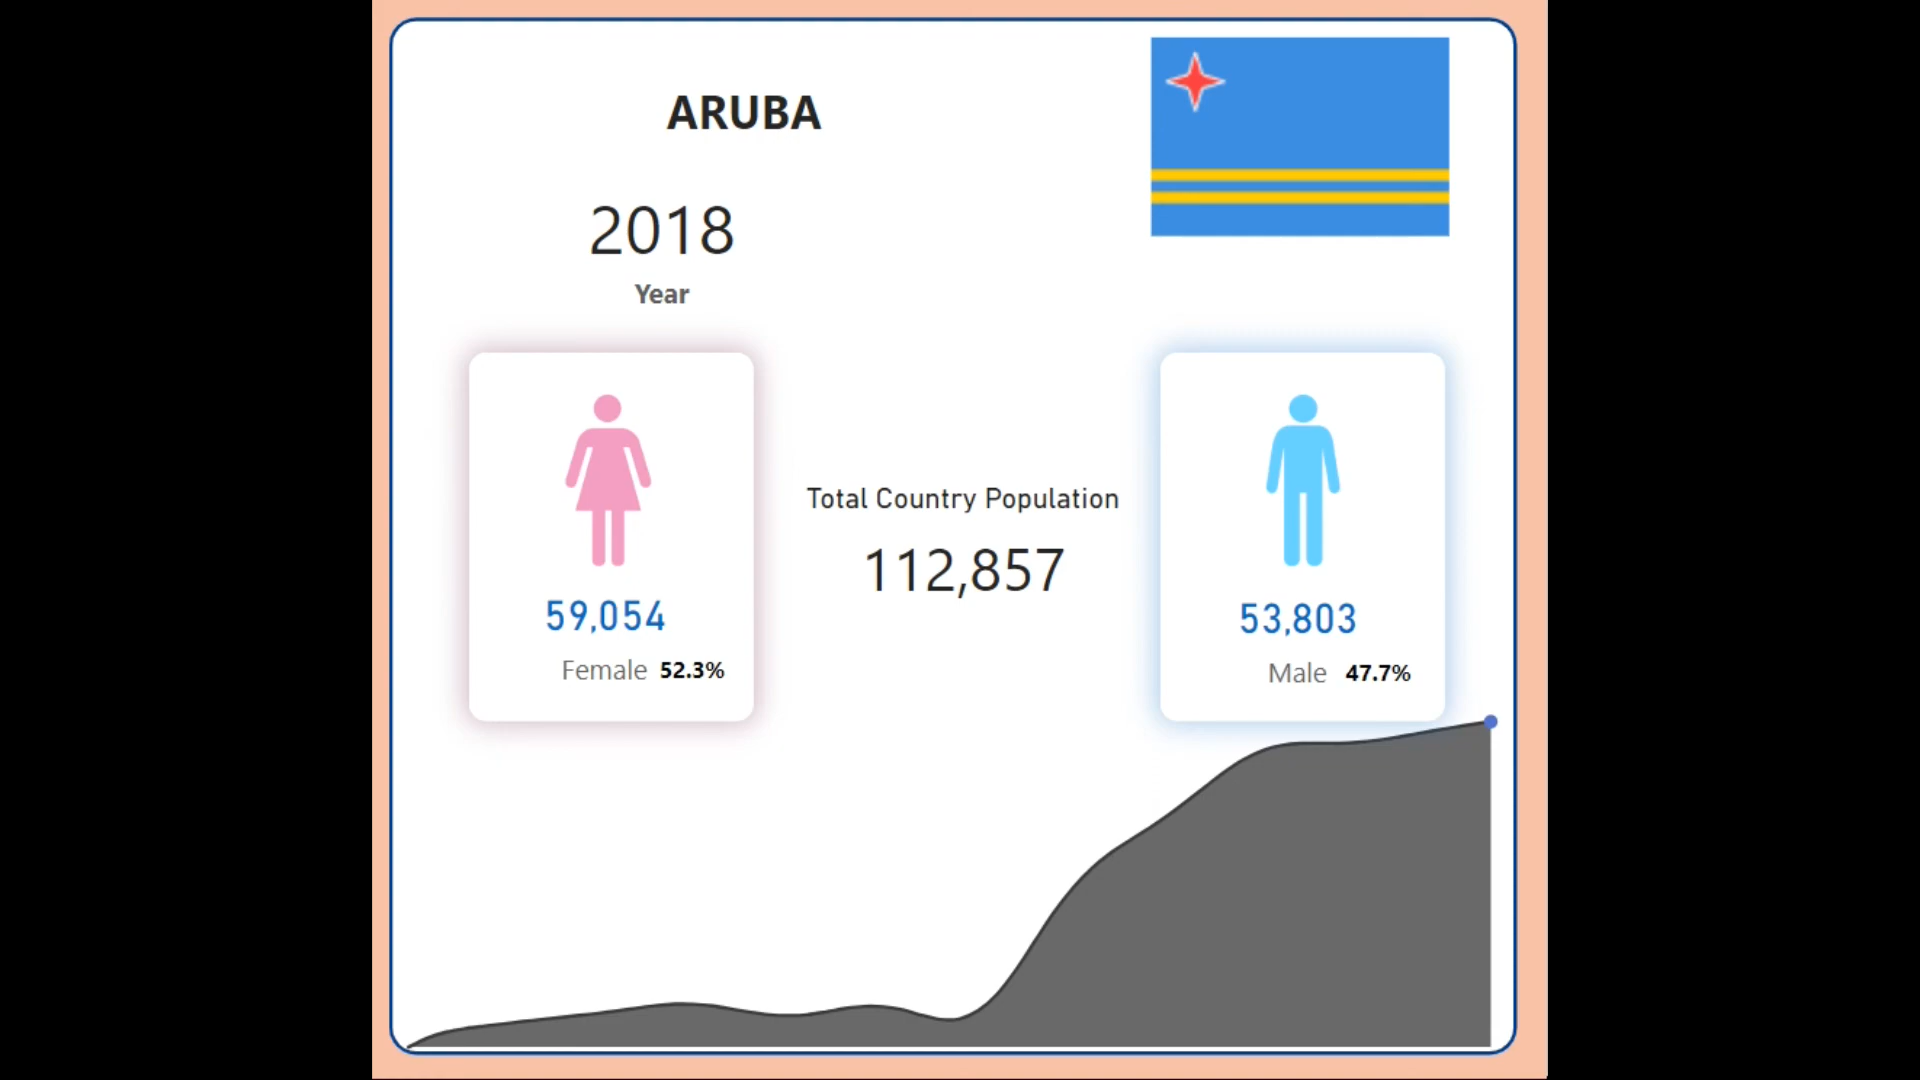 ARUBA
2018
Year
Total Country Population
112,857
59,054
Female 52.3%
53,803
Male 47.7%